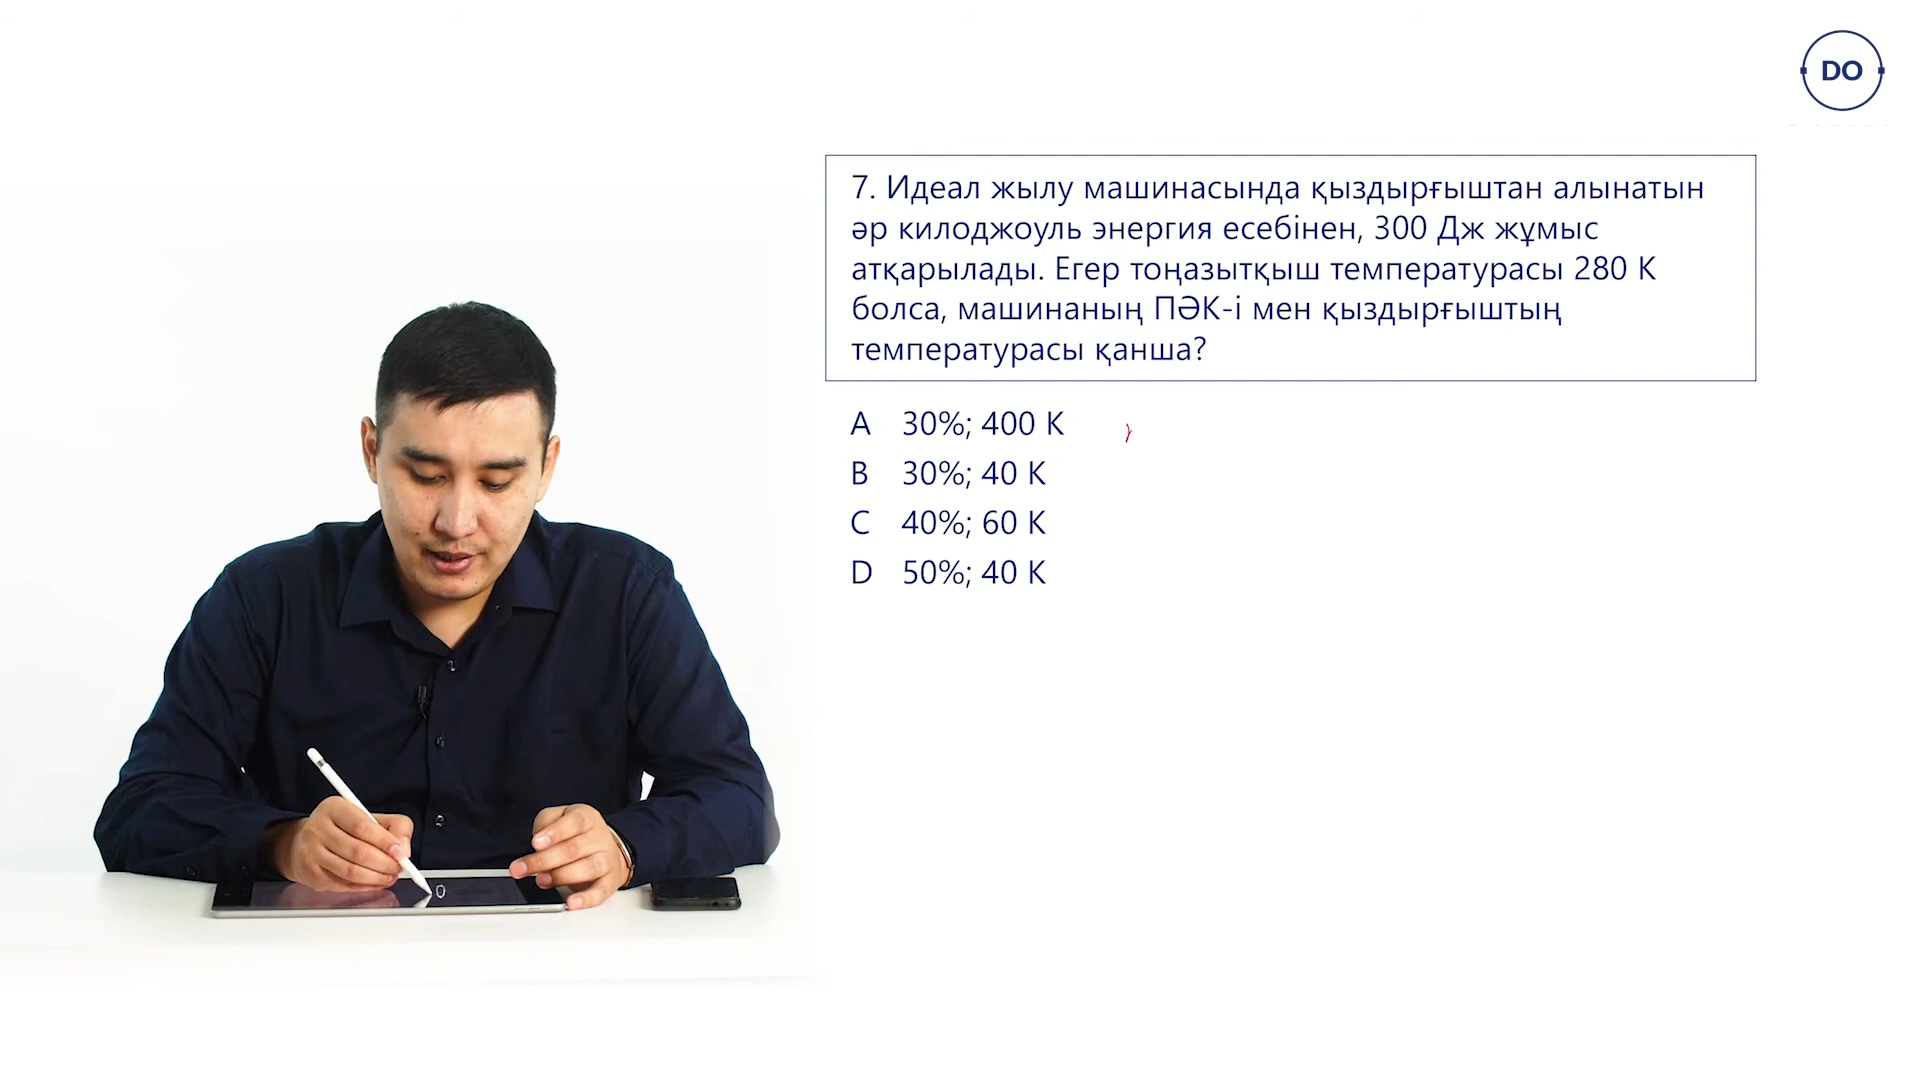 DO
7. Идеал жылу машинасында қыздырғыштан алынатын
әр килоджоуль энергия есебінен, 300 Дж жұмыс
атқарылады. Егер тоңазытқыш температурасы 280 К
болса, машинаның ПӘК-і мен қыздырғыштың
температурасы қанша?
A 30%; 400 К
B 30%; 40 К
C 40%; 60 К
D 50%; 40 К